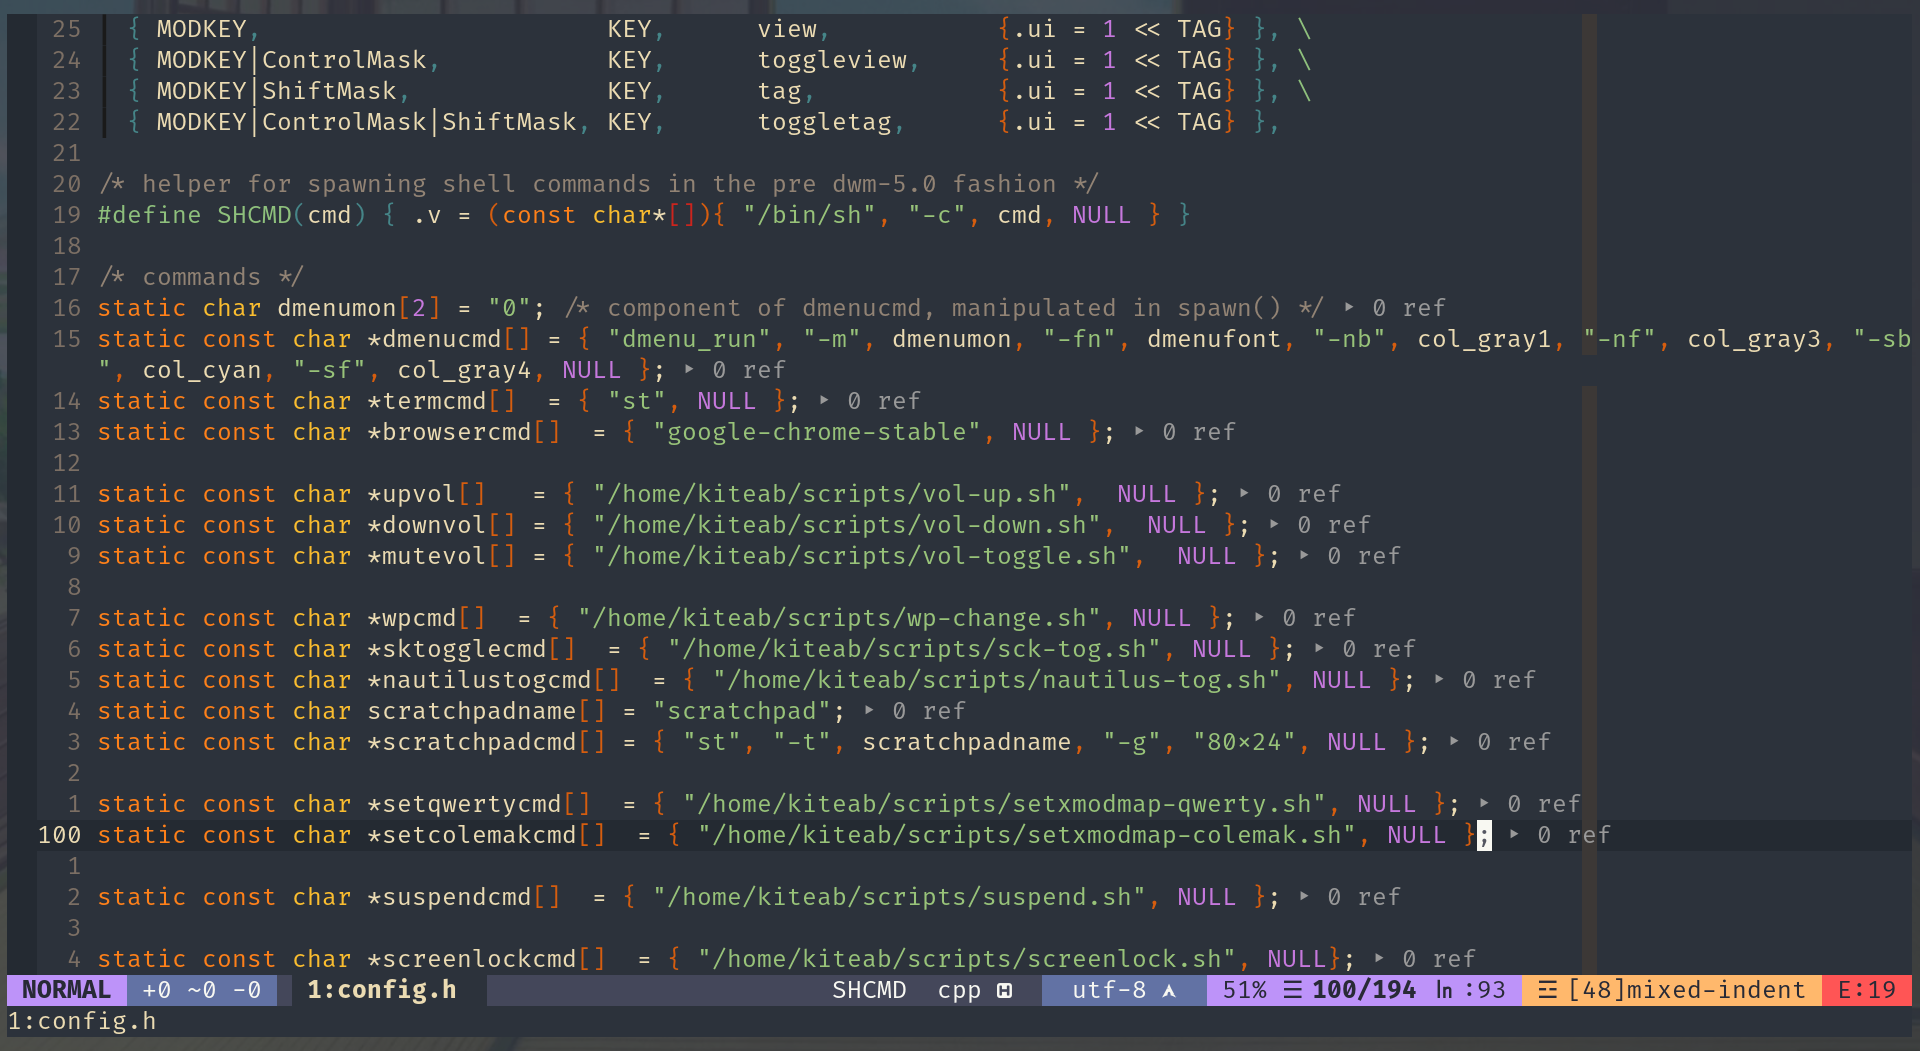 25   { MODKEY,                       KEY,      view,           {.ui = 1 << TAG} }, \
24   { MODKEY|ControlMask,           KEY,      toggleview,     {.ui = 1 << TAG} }, \
23   { MODKEY|ShiftMask,             KEY,      tag,            {.ui = 1 << TAG} }, \
22   { MODKEY|ControlMask|ShiftMask, KEY,      toggletag,      {.ui = 1 << TAG} },
21
20 /* helper for spawning shell commands in the pre dwm-5.0 fashion */
19 #define SHCMD(cmd) { .v = (const char*[]){ "/bin/sh", "-c", cmd, NULL } }
18
17 /* commands */
16 static char dmenumon[2] = "0"; /* component of dmenucmd, manipulated in spawn() */ ‣ 0 ref
15 static const char *dmenucmd[] = { "dmenu_run", "-m", dmenumon, "-fn", dmenufont, "-nb", col_gray1, "-nf", col_gray3, "-sb
", col_cyan, "-sf", col_gray4, NULL }; ‣ 0 ref
14 static const char *termcmd[]  = { "st", NULL }; ‣ 0 ref
13 static const char *browsercmd[]  = { "google-chrome-stable", NULL }; ‣ 0 ref
12
11 static const char *upvol[]   = { "/home/kiteab/scripts/vol-up.sh",  NULL }; ‣ 0 ref
10 static const char *downvol[] = { "/home/kiteab/scripts/vol-down.sh",  NULL }; ‣ 0 ref
9 static const char *mutevol[] = { "/home/kiteab/scripts/vol-toggle.sh",  NULL }; ‣ 0 ref
8
7 static const char *wpcmd[]  = { "/home/kiteab/scripts/wp-change.sh", NULL }; ‣ 0 ref
6 static const char *sktogglecmd[]  = { "/home/kiteab/scripts/sck-tog.sh", NULL }; ‣ 0 ref
5 static const char *nautilustogcmd[]  = { "/home/kiteab/scripts/nautilus-tog.sh", NULL }; ‣ 0 ref
4 static const char scratchpadname[] = "scratchpad"; ‣ 0 ref
3 static const char *scratchpadcmd[] = { "st", "-t", scratchpadname, "-g", "80×24", NULL }; ‣ 0 ref
2
1 static const char *setqwertycmd[]  = { "/home/kiteab/scripts/setxmodmap-qwerty.sh", NULL }; ‣ 0 ref
100 static const char *setcolemakcmd[]  = { "/home/kiteab/scripts/setxmodmap-colemak.sh", NULL }; ‣ 0 ref
1
2 static const char *suspendcmd[]  = { "/home/kiteab/scripts/suspend.sh", NULL }; ‣ 0 ref
3
4 static const char *screenlockcmd[]  = { "/home/kiteab/scripts/screenlock.sh", NULL}; ‣ 0 ref
NORMAL +0 ~0 -0 1:config.h SHCMD cpp utf-8 51% ☰ 100/194 ln :93 ☲ [48]mixed-indent E:19
1:config.h